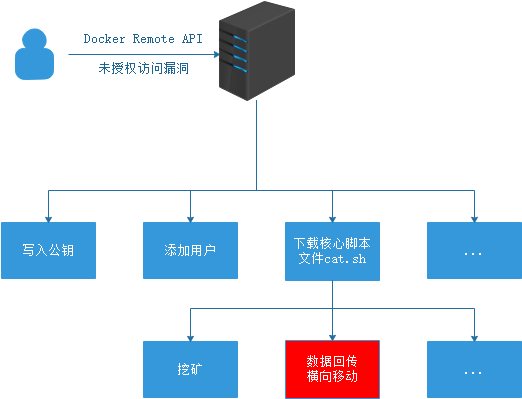 Docker Remote API
未授权访问漏洞
写入公钥
添加用户
下载核心脚本
文件cat.sh
...
挖矿
数据回传
横向移动
...